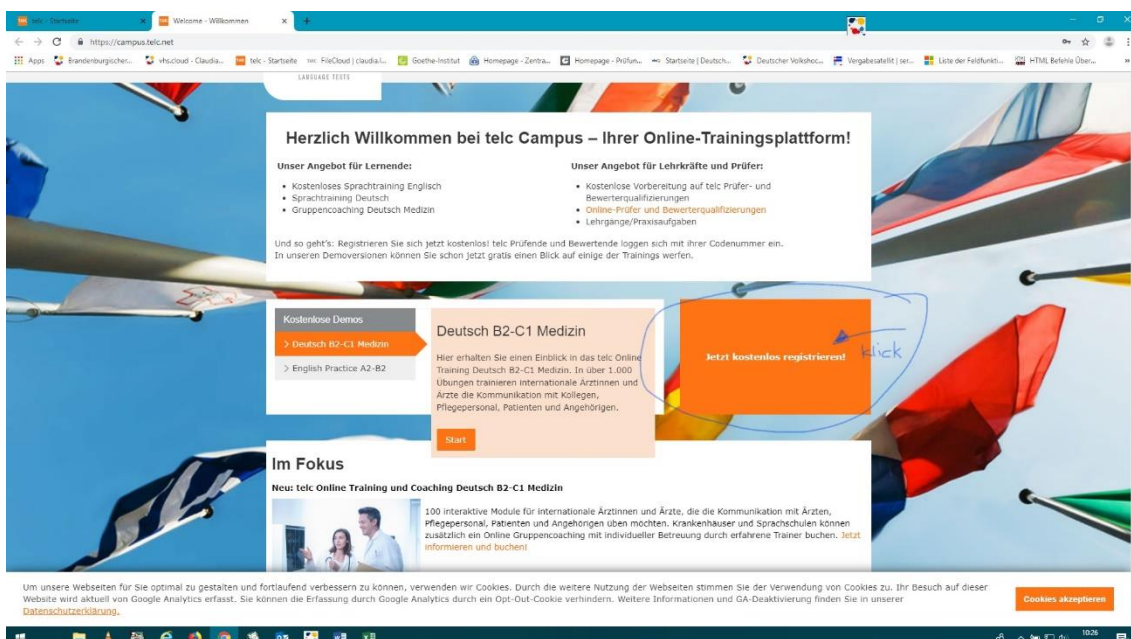 telc - Startseite
Welcome - Willkommen
https://campus.telc.net
Apps
Brandenburgischer...
vhs.cloud - Claudia...
telc - Startseite
FileCloud | claudia.l...
Goethe-Institut
Homepage - Zentra...
Homepage - Prüfun...
Startseite | Deutsch...
Deutscher Volkshoc...
Vergabesatellit | ser...
Liste der Feldfunkti...
HTML Befehle Über...
LANGUAGE TESTS
Herzlich Willkommen bei telc Campus – Ihrer Online-Trainingsplattform!
Unser Angebot für Lernende:
• Kostenloses Sprachtraining Englisch
• Sprachtraining Deutsch
• Gruppencoaching Deutsch Medizin
Unser Angebot für Lehrkräfte und Prüfer:
• Kostenlose Vorbereitung auf telc Prüfer- und
Bewerterqualifizierungen
• Online-Prüfer und Bewerterqualifizierungen
• Lehrgänge/Praxisaufgaben
Und so geht's: Registrieren Sie sich jetzt kostenlos! telc Prüfende und Bewertende loggen sich mit ihrer Codenummer ein.
In unseren Demoversionen können Sie schon jetzt gratis einen Blick auf einige der Trainings werfen.
Kostenlose Demos
> Deutsch B2-C1 Medizin
> English Practice A2-B2
Deutsch B2-C1 Medizin
Hier erhalten Sie einen Einblick in das telc Online
Training Deutsch B2-C1 Medizin. In über 1.000
Übungen trainieren internationale Ärztinnen und
Ärzte die Kommunikation mit Kollegen,
Pflegepersonal, Patienten und Angehörigen.
Start
Jetzt kostenlos registrieren!
klick
Im Fokus
Neu: telc Online Training und Coaching Deutsch B2-C1 Medizin
100 interaktive Module für internationale Ärztinnen und Ärzte, die die Kommunikation mit Ärzten,
Pflegepersonal, Patienten und Angehörigen üben möchten. Krankenhäuser und Sprachschulen können
zusätzlich ein Online Gruppencoaching mit individueller Betreuung durch erfahrene Trainer buchen. Jetzt
informieren und buchen!
Um unsere Webseiten für Sie optimal zu gestalten und fortlaufend verbessern zu können, verwenden wir Cookies. Durch die weitere Nutzung der Webseiten stimmen Sie der Verwendung von Cookies zu. Ihr Besuch auf dieser
Website wird aktuell von Google Analytics erfasst. Sie können die Erfassung durch Google Analytics durch ein Opt-Out-Cookie verhindern. Weitere Informationen und GA-Deaktivierung finden Sie in unserer
Datenschutzerklärung.
Cookies akzeptieren
10:26